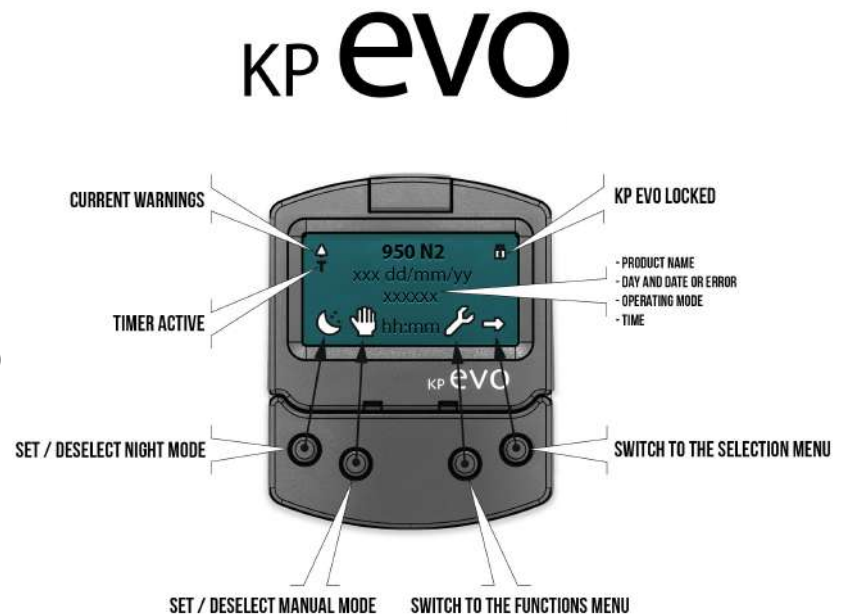 KP evo
CURRENT WARNINGS
KP EVO LOCKED
950 N2
T
xxx dd/mm/yy
xxxxxx
hh:mm
- PRODUCT NAME
- DAY AND DATE OR ERROR
- OPERATING MODE
- TIME
TIMER ACTIVE
KP evo
SET / DESELECT NIGHT MODE
SWITCH TO THE SELECTION MENU
SET / DESELECT MANUAL MODE
SWITCH TO THE FUNCTIONS MENU